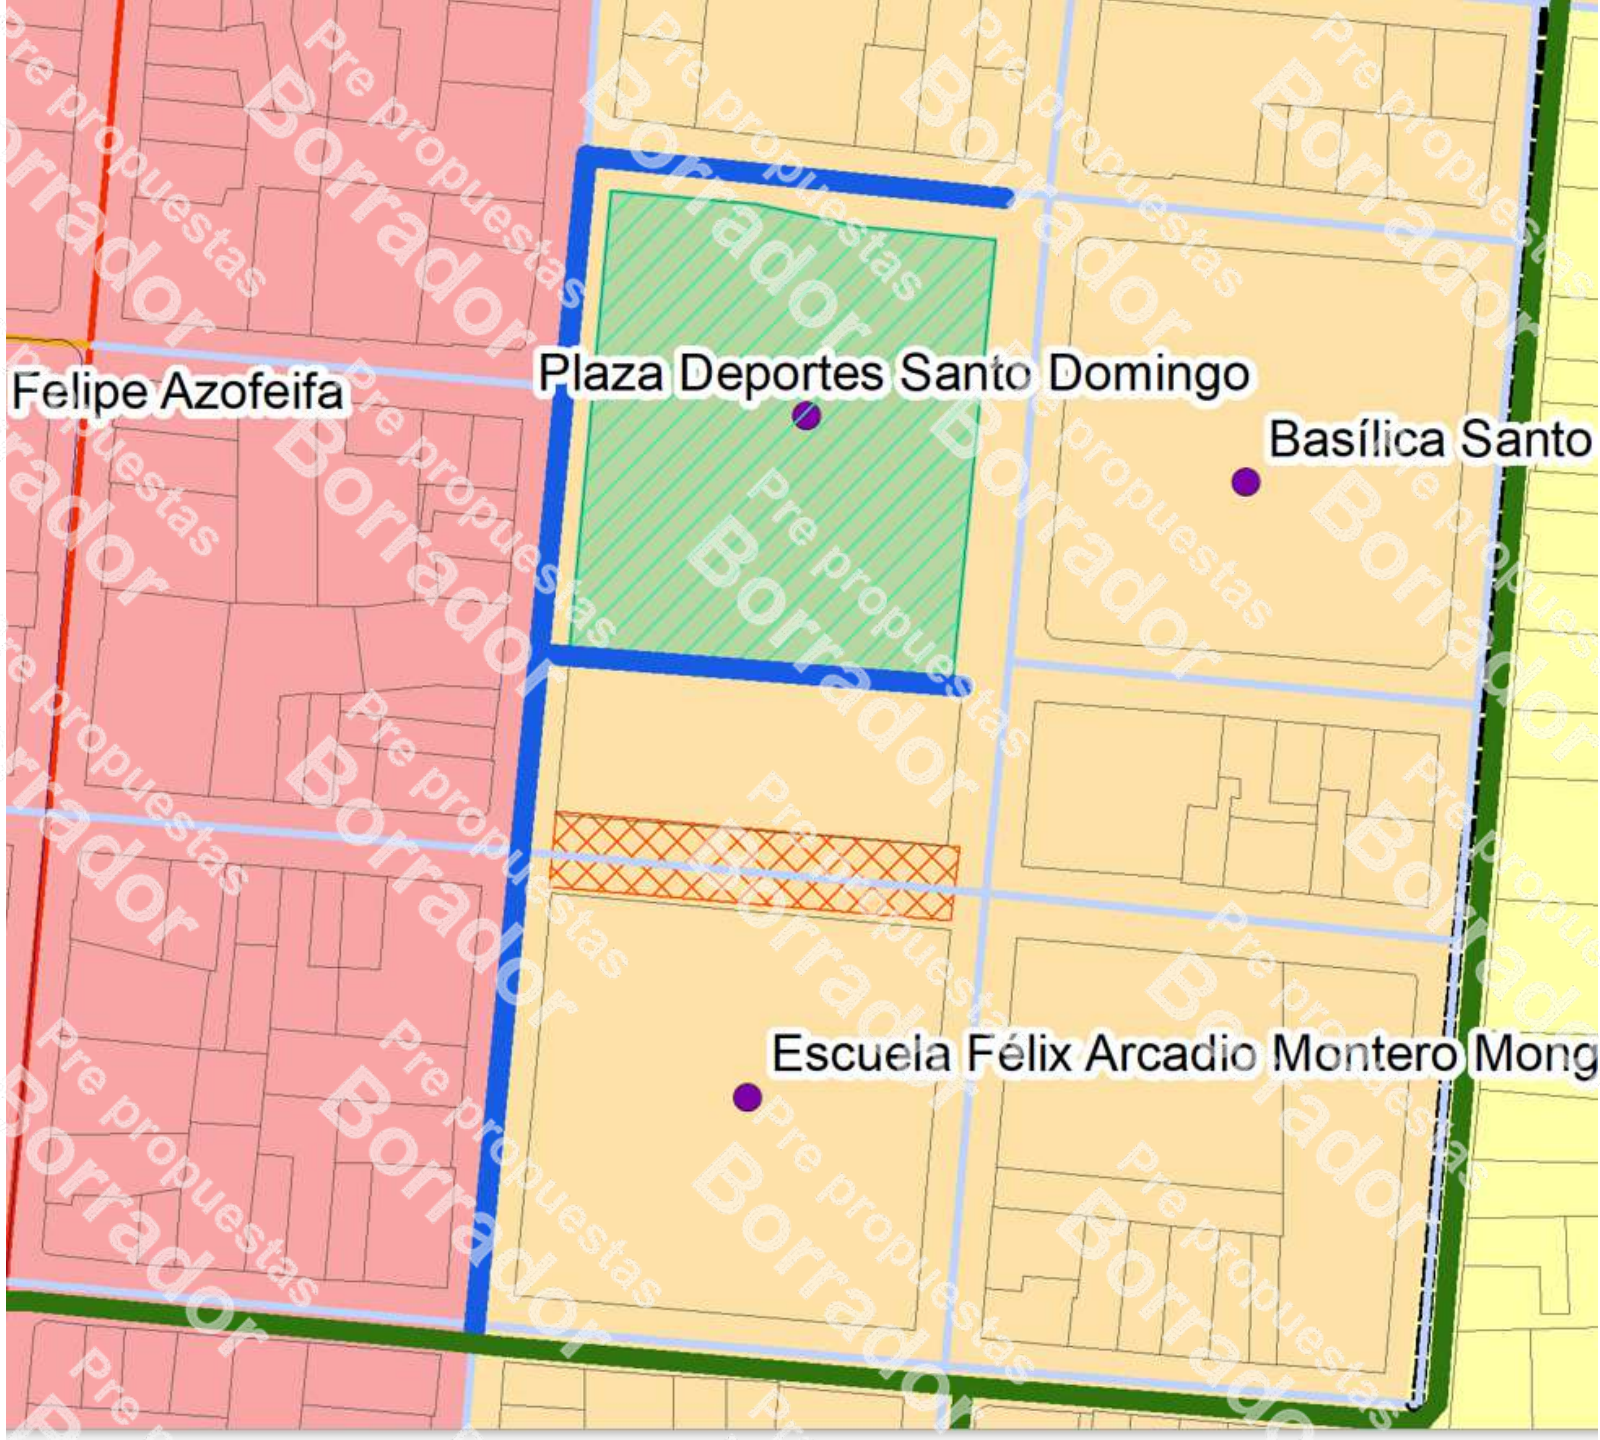 Plaza Deportes Santo Domingo
Felipe Azofeifa
Basílica Santo
Escuela Félix Arcadio Montero Mong
Pre propuestas
Borrador